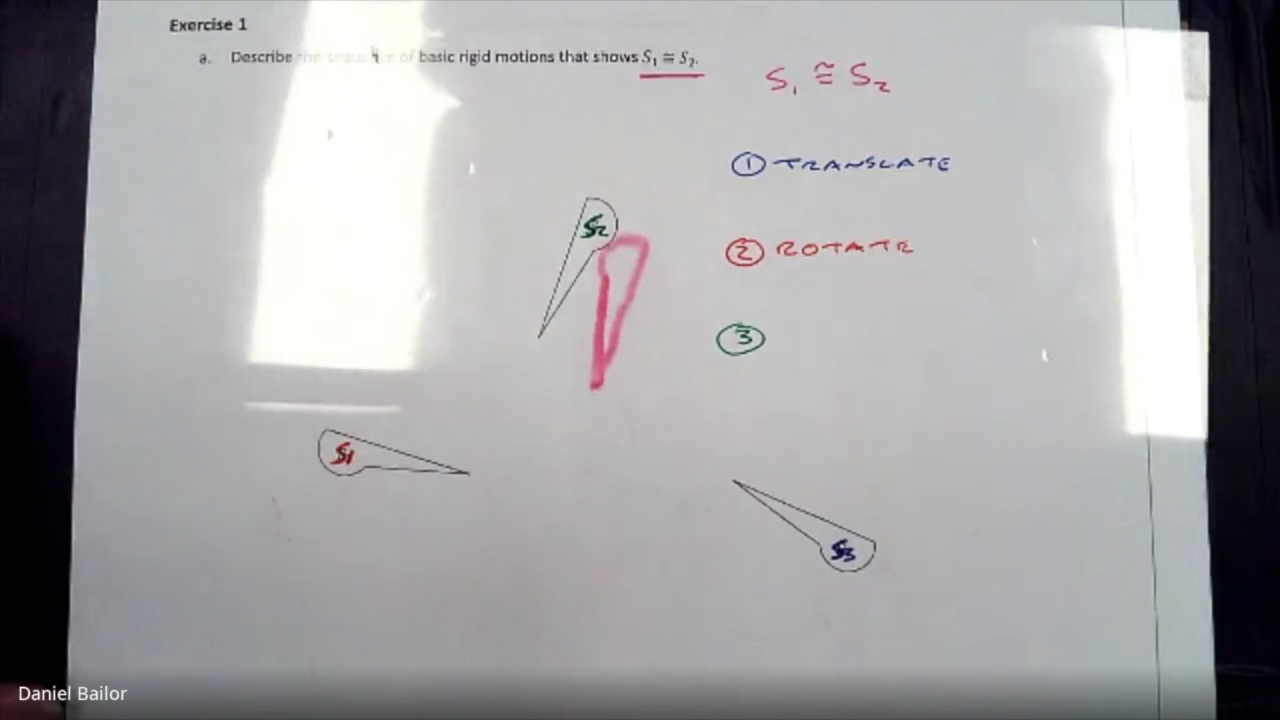 Exercise 1
a. Describe of basic rigid motions that shows S₁ ≅ S₂.
S₁ ≅ S₂
① TRANSLATE
S₂
② ROTATE
③
S₁
S₃
Daniel Bailor